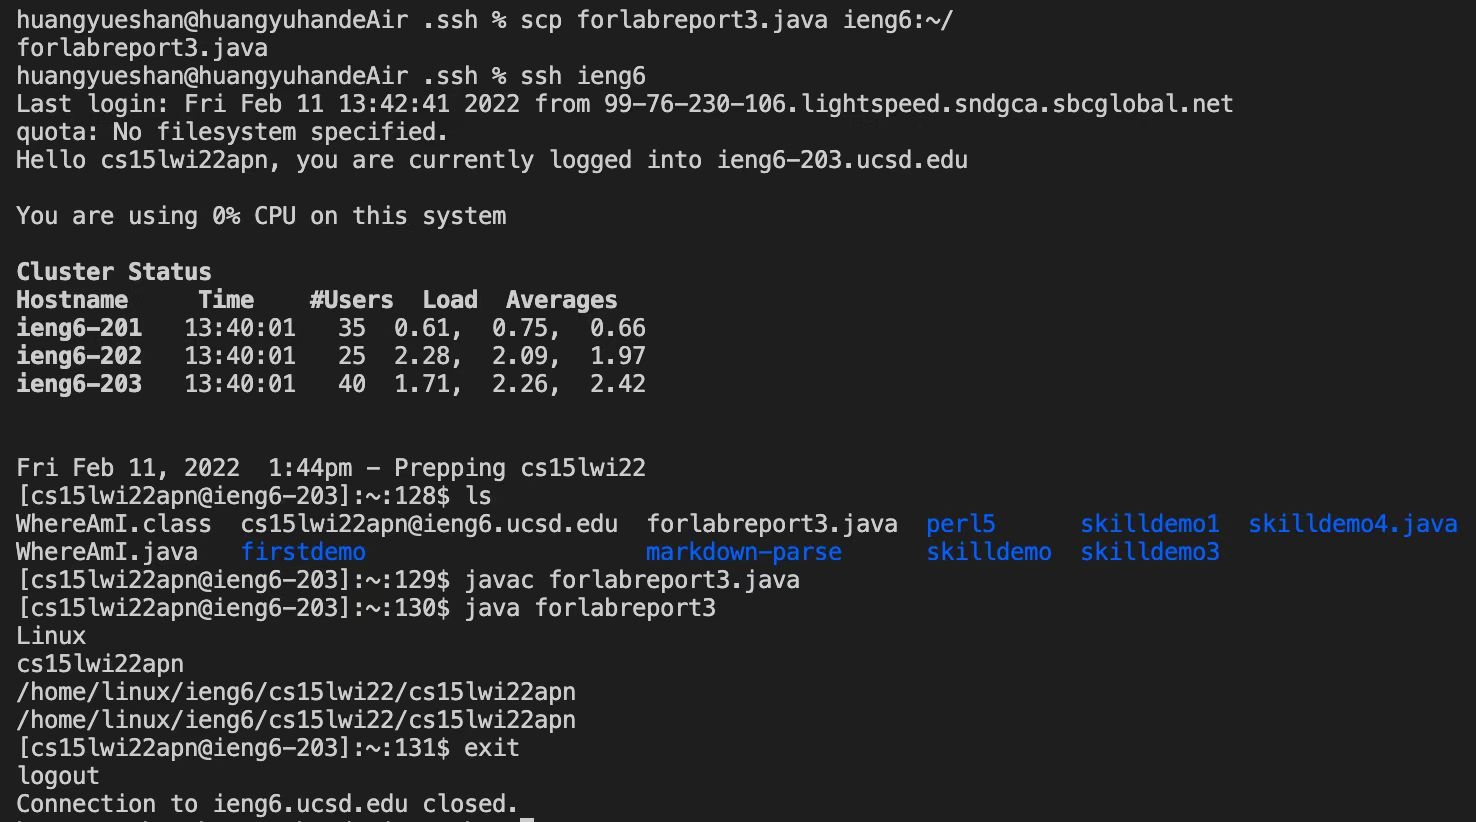 huangyueshan@huangyuhandeAir .ssh % scp forlabreport3.java ieng6:~/
forlabreport3.java
huangyueshan@huangyuhandeAir .ssh % ssh ieng6
Last login: Fri Feb 11 13:42:41 2022 from 99-76-230-106.lightspeed.sndgca.sbcglobal.net
quota: No filesystem specified.
Hello cs15lwi22apn, you are currently logged into ieng6-203.ucsd.edu
You are using 0% CPU on this system
Cluster Status
Hostname     Time    #Users  Load  Averages
ieng6-201   13:40:01   35  0.61,  0.75,  0.66
ieng6-202   13:40:01   25  2.28,  2.09,  1.97
ieng6-203   13:40:01   40  1.71,  2.26,  2.42
Fri Feb 11, 2022  1:44pm - Prepping cs15lwi22
[cs15lwi22apn@ieng6-203]:~:128$ ls
WhereAmI.class  cs15lwi22apn@ieng6.ucsd.edu  forlabreport3.java  perl5      skilldemo1  skilldemo4.java
WhereAmI.java   firstdemo                    markdown-parse      skilldemo  skilldemo3
[cs15lwi22apn@ieng6-203]:~:129$ javac forlabreport3.java
[cs15lwi22apn@ieng6-203]:~:130$ java forlabreport3
Linux
cs15lwi22apn
/home/linux/ieng6/cs15lwi22/cs15lwi22apn
/home/linux/ieng6/cs15lwi22/cs15lwi22apn
[cs15lwi22apn@ieng6-203]:~:131$ exit
logout
Connection to ieng6.ucsd.edu closed.